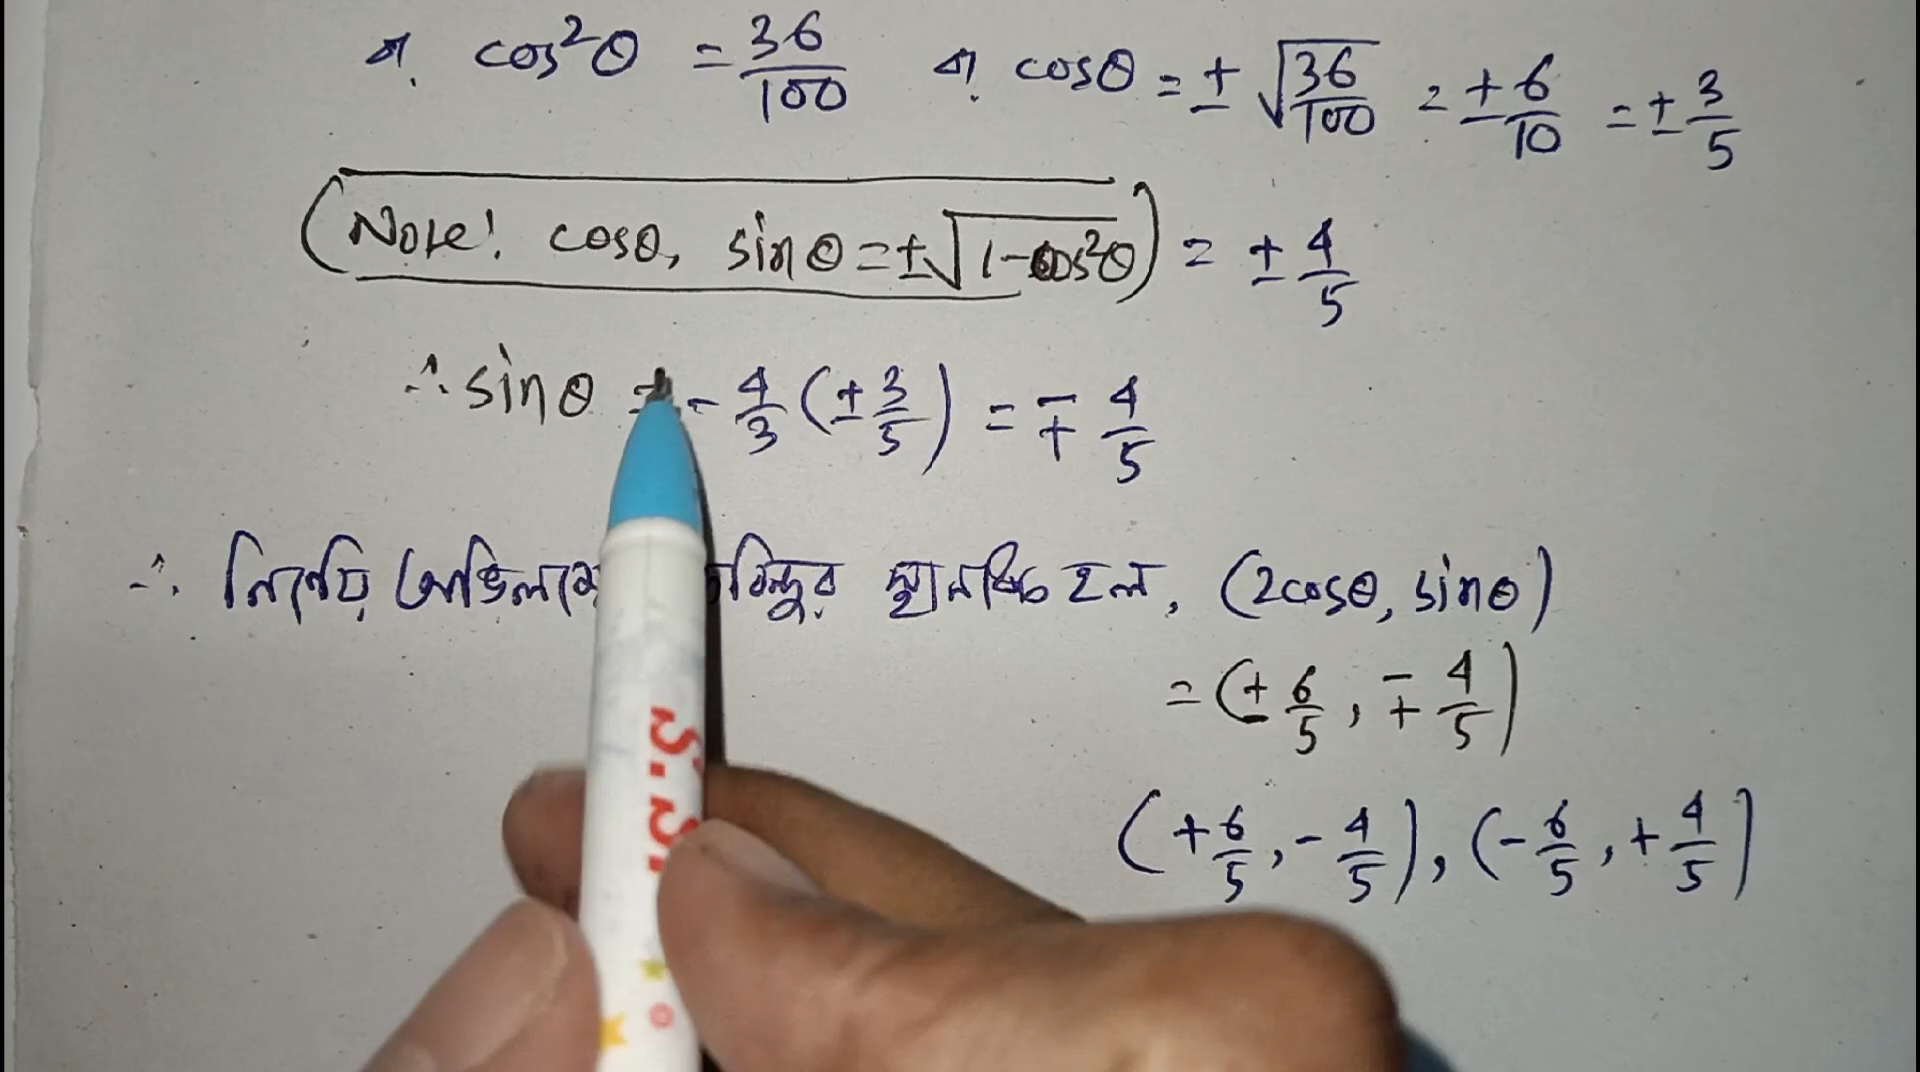 বা, cos²θ = 36/100 বা, cosθ = ± √(36/100) = ± 6/10 = ± 3/5
(Note! cosθ, sinθ = ±√(1-cos²θ)) = ± 4/5
∴ sinθ = - 4/3 (± 3/5) = ∓ 4/5
∴ নির্ণেয় বিন্দুর স্থানাঙ্ক হল, (2cosθ, sinθ)
= (± 6/5, ∓ 4/5)
(+ 6/5, - 4/5), (- 6/5, + 4/5)
S.S.